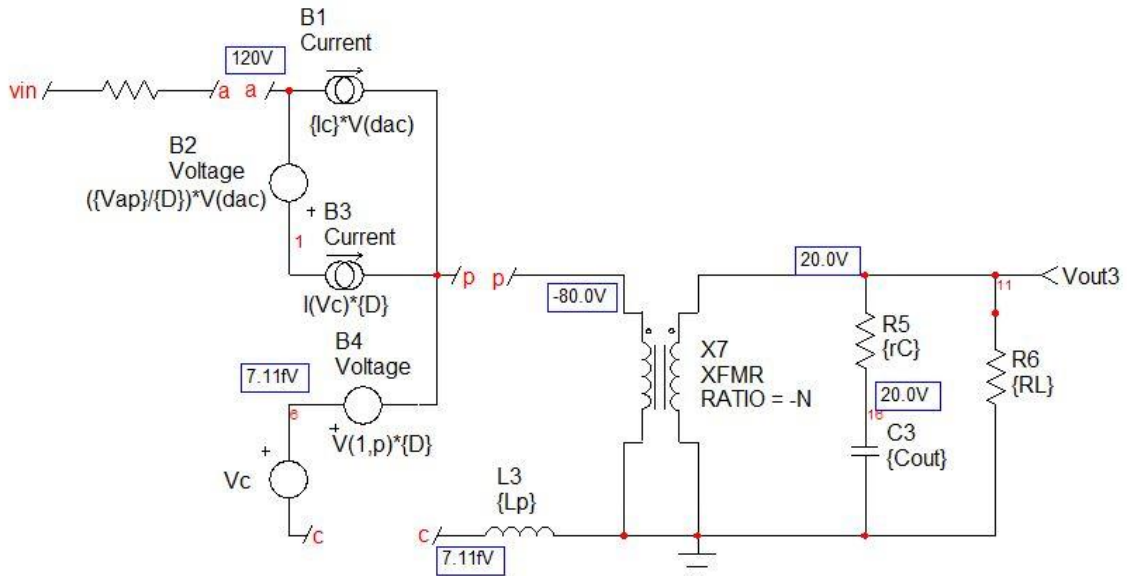 B1
Current
120V
vin
a
a
{Ic}*V(dac)
B2
Voltage
({Vap}/{D})*V(dac)
+
B3
Current
1
p
p
-80.0V
I(Vc)*{D}
20.0V
11
Vout3
R5
{rC}
X7
XFMR
RATIO = -N
R6
{RL}
B4
Voltage
7.11fV
6
+
V(1,p)*{D}
20.0V
16
C3
{Cout}
+
Vc
L3
{Lp}
c
c
7.11fV